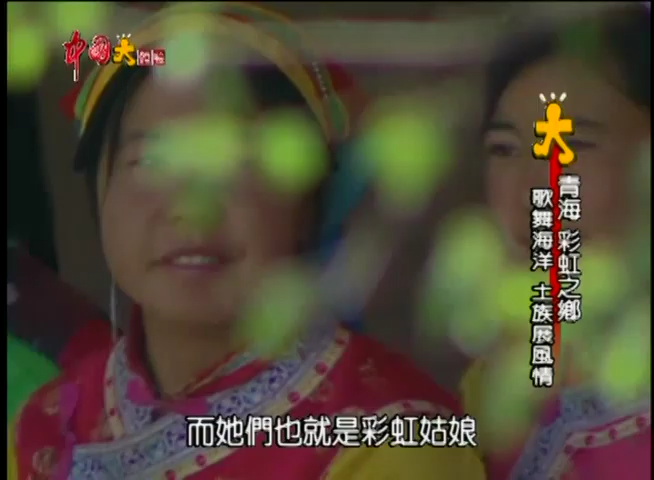 中國大
大
青海 彩虹之鄉
歌舞海洋 土族展風情
而她們也就是彩虹姑娘